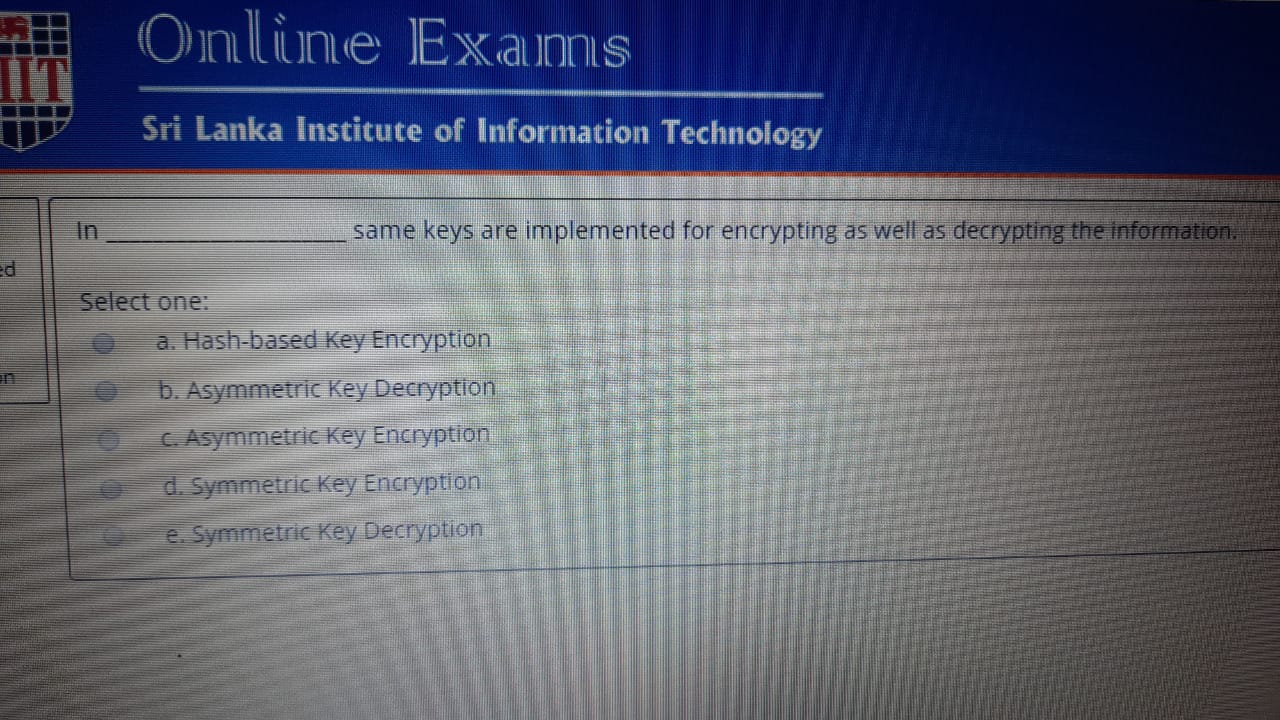 Online Exams
IIT
Sri Lanka Institute of Information Technology
In ____________________ same keys are implemented for encrypting as well as decrypting the information.
ed
Select one:
a. Hash-based Key Encryption
on
b. Asymmetric Key Decryption
c. Asymmetric Key Encryption
d. Symmetric Key Encryption
e. Symmetric Key Decryption